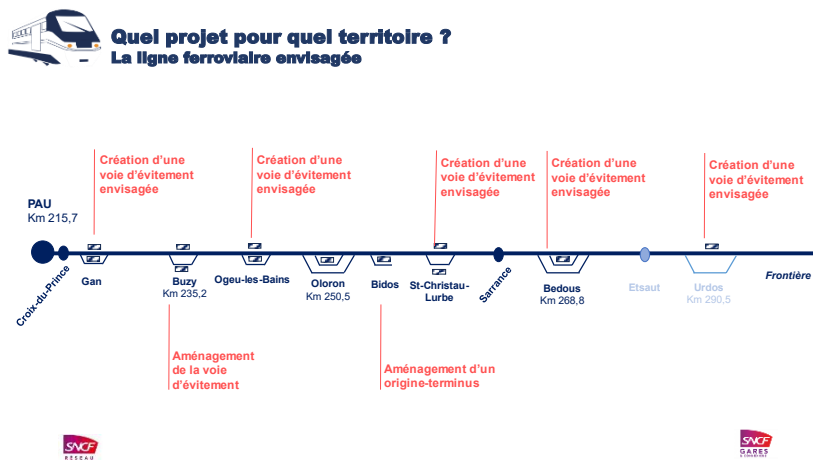 Quel projet pour quel territoire ?
La ligne ferroviaire envisagée
Création d’une
voie d’évitement
envisagée
Création d’une
voie d’évitement
envisagée
Création d’une
voie d’évitement
envisagée
Création d’une
voie d’évitement
envisagée
Création d’une
voie d’évitement
envisagée
PAU
Km 215,7
Croix-du-Prince
Gan
Buzy
Km 235,2
Ogeu-les-Bains
Oloron
Km 250,5
Bidos
St-Christau-
Lurbe
Sarrance
Bedous
Km 268,8
Etsaut
Urdos
Km 290,5
Frontière
Aménagement
de la voie
d’évitement
Aménagement d’un
origine-terminus
SNCF
RÉSEAU
SNCF
GARES
& CONNEXIONS